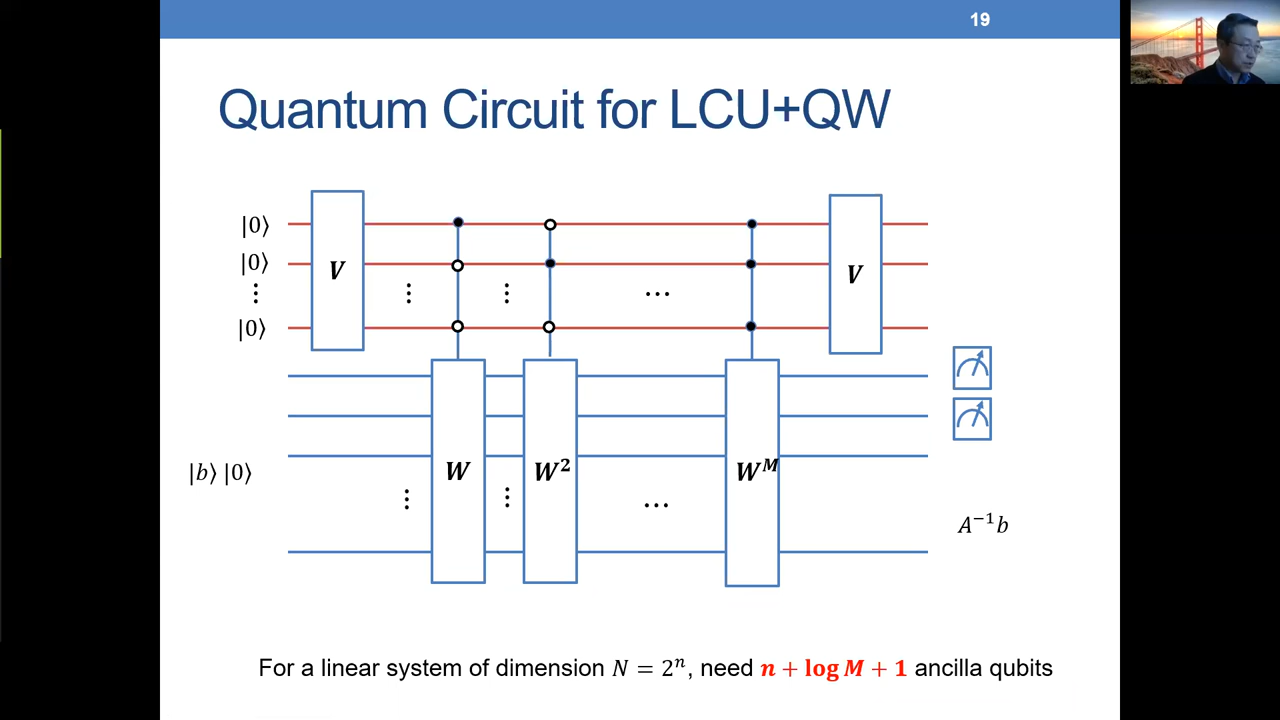 19
Quantum Circuit for LCU+QW
|0⟩
|0⟩
⋮
|0⟩
V
⋮
⋮
⋯
V
|b⟩ |0⟩
⋮
W
⋮
W²
⋯
Wᴹ
A⁻¹b
For a linear system of dimension N = 2ⁿ, need n + log M + 1 ancilla qubits